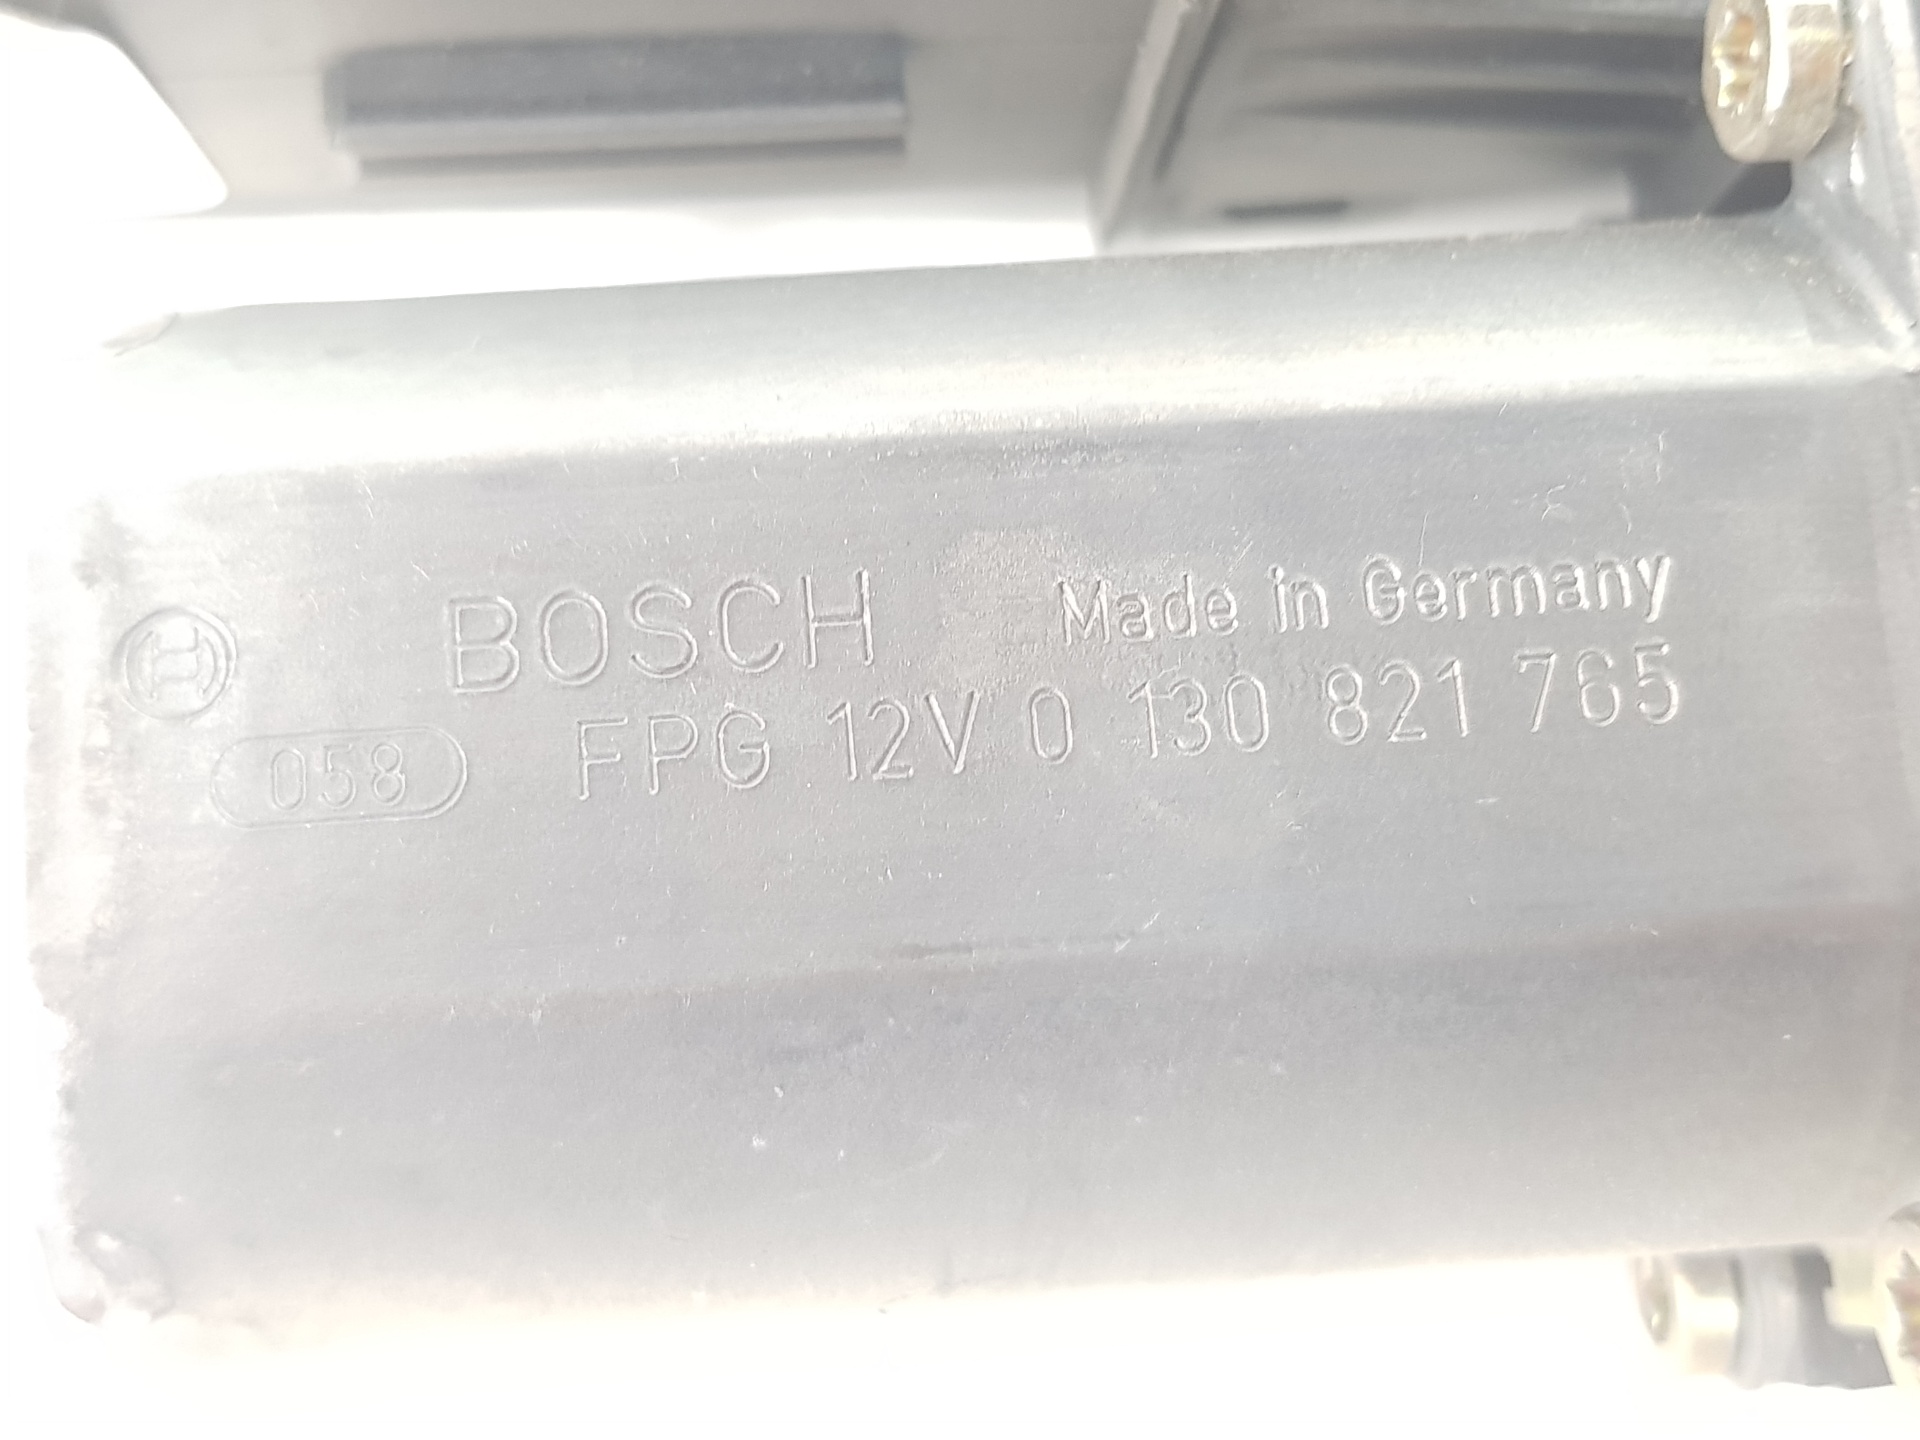 BOSCH Made in Germany
058 FPG 12V 0 130 821 765